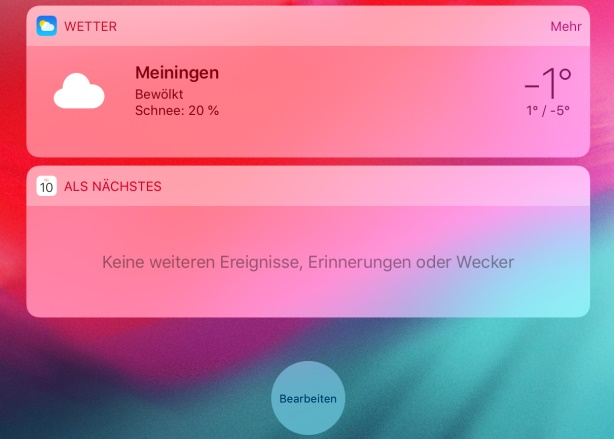 WETTER
Mehr
Meiningen
Bewölkt
Schnee: 20 %
-1°
1° / -5°
10
ALS NÄCHSTES
Keine weiteren Ereignisse, Erinnerungen oder Wecker
Bearbeiten